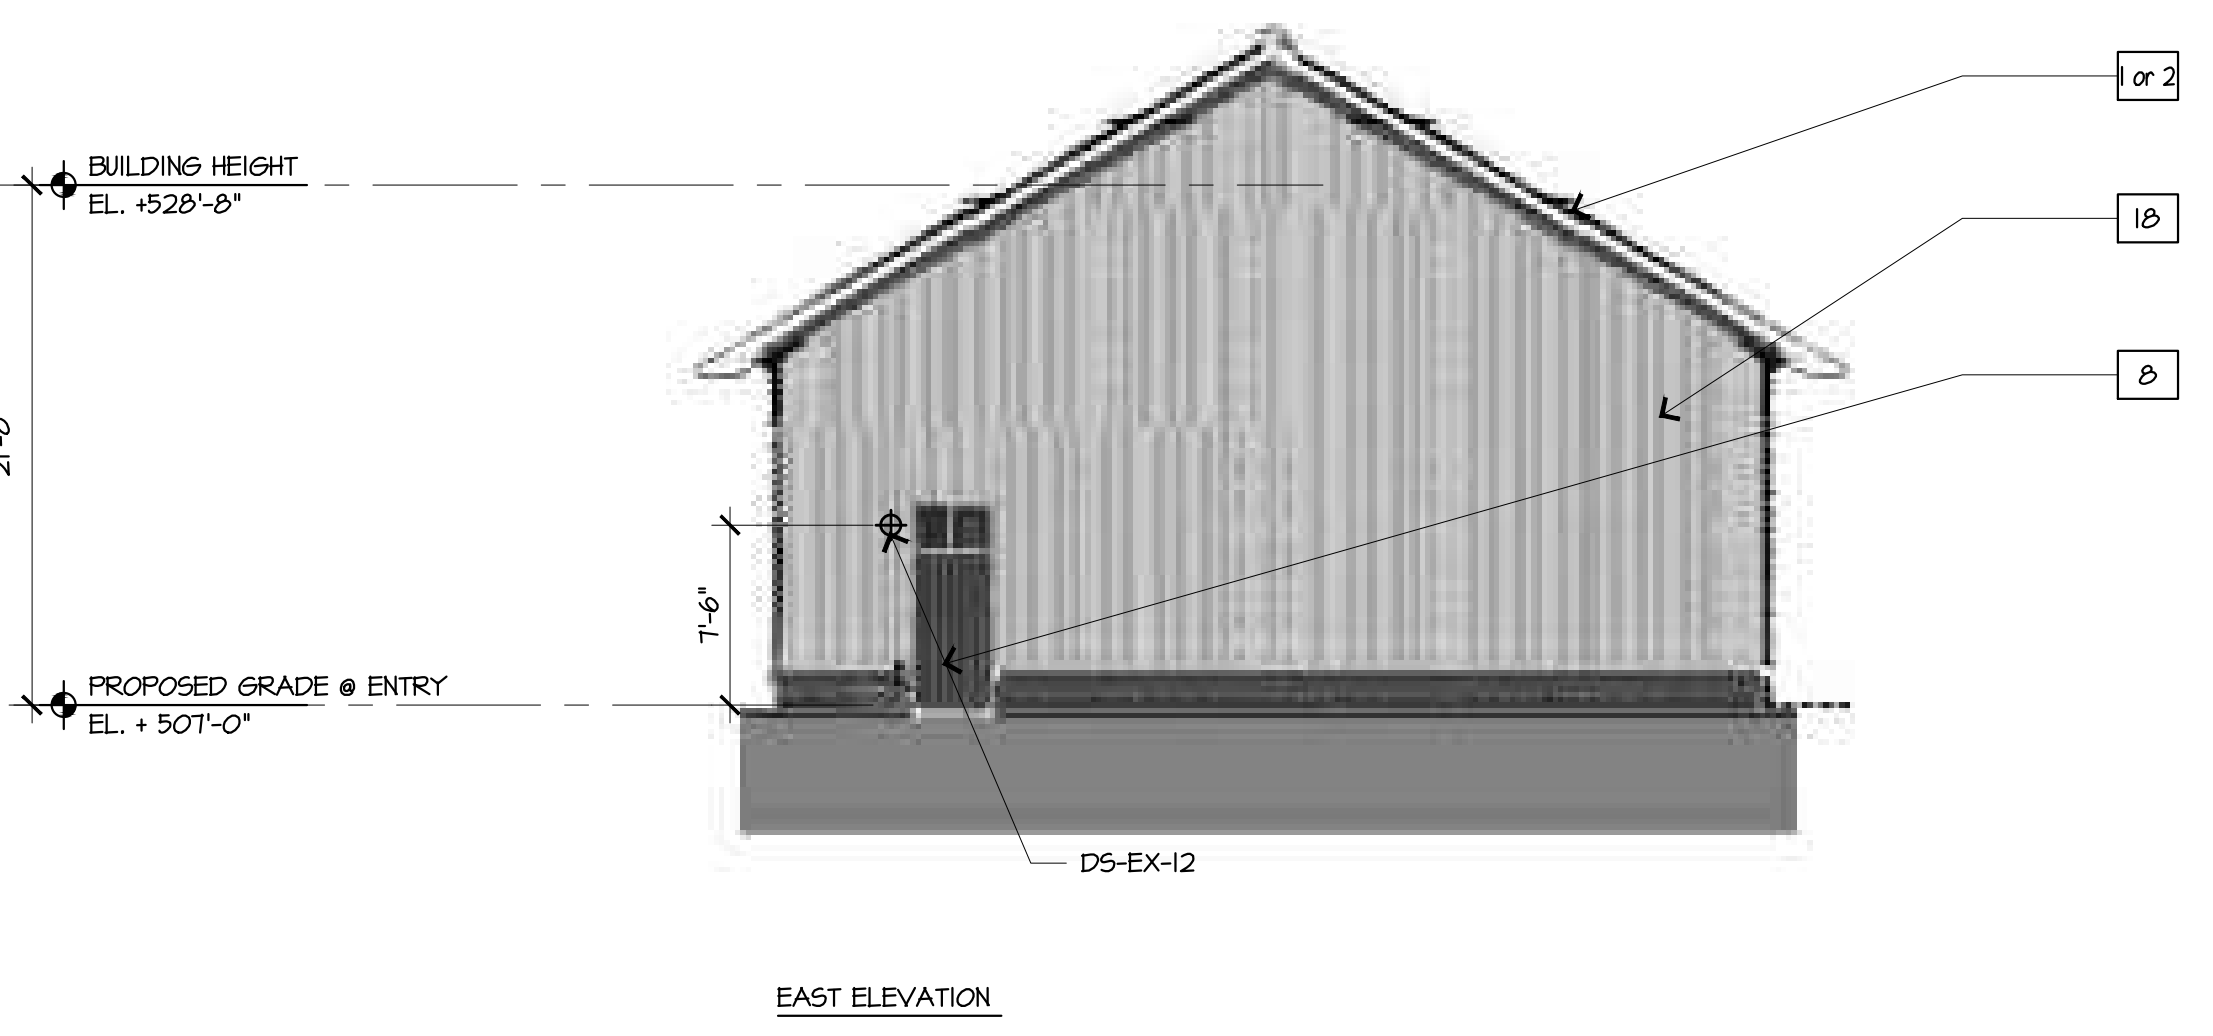 1 or 2
BUILDING HEIGHT
EL. +528'-8"
18
8
7'-6"
PROPOSED GRADE @ ENTRY
EL. + 507'-0"
DS-EX-12
EAST ELEVATION